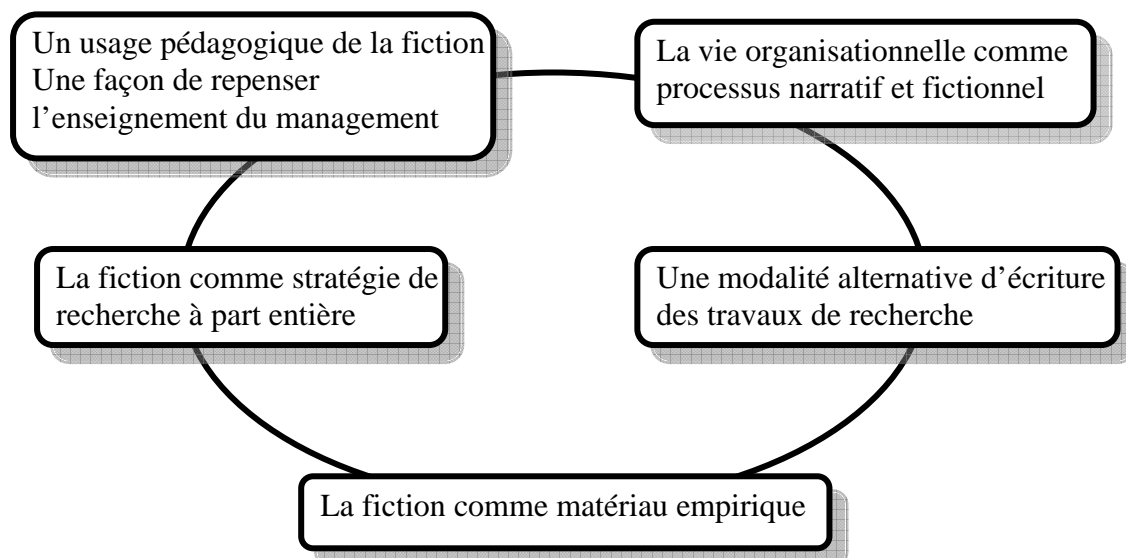 Un usage pédagogique de la fiction
Une façon de repenser
l’enseignement du management
La vie organisationnelle comme
processus narratif et fictionnel
La fiction comme stratégie de
recherche à part entière
Une modalité alternative d’écriture
des travaux de recherche
La fiction comme matériau empirique